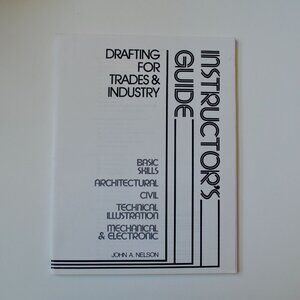 DRAFTING
FOR
TRADES &
INDUSTRY
INSTRUCTOR'S
GUIDE
BASIC
SKILLS
ARCHITECTURAL
CIVIL
TECHNICAL
ILLUSTRATION
MECHANICAL
& ELECTRONIC
JOHN A. NELSON